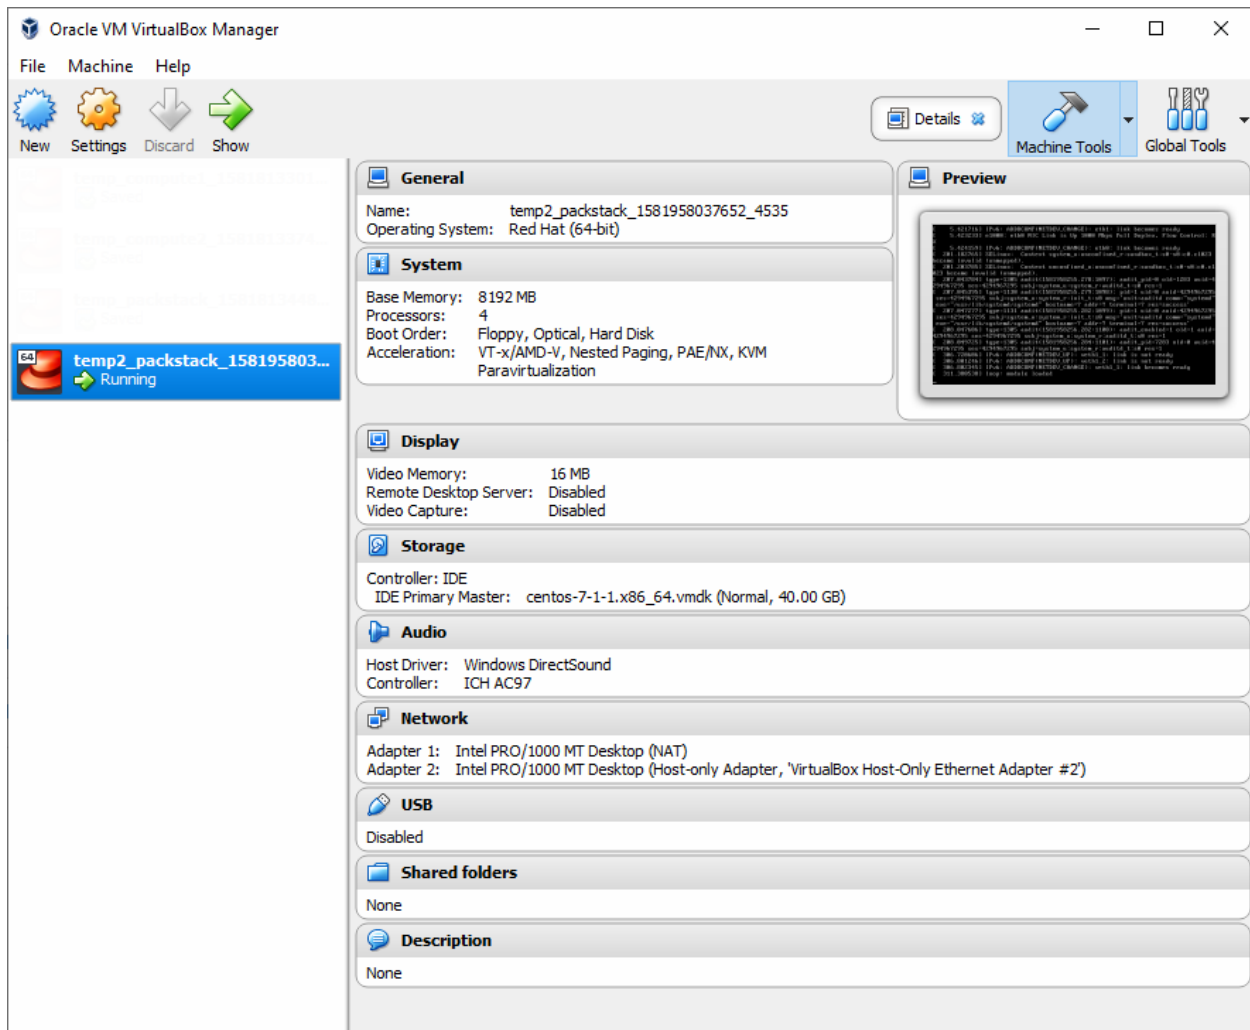 Oracle VM VirtualBox Manager
File Machine Help
New Settings Discard Show
Details
Machine Tools
Global Tools
64
temp2_packstack_158195803...
Running
General
Name: temp2_packstack_1581958037652_4535
Operating System: Red Hat (64-bit)
System
Base Memory: 8192 MB
Processors: 4
Boot Order: Floppy, Optical, Hard Disk
Acceleration: VT-x/AMD-V, Nested Paging, PAE/NX, KVM
Paravirtualization
Preview
Display
Video Memory: 16 MB
Remote Desktop Server: Disabled
Video Capture: Disabled
Storage
Controller: IDE
IDE Primary Master: centos-7-1-1.x86_64.vmdk (Normal, 40.00 GB)
Audio
Host Driver: Windows DirectSound
Controller: ICH AC97
Network
Adapter 1: Intel PRO/1000 MT Desktop (NAT)
Adapter 2: Intel PRO/1000 MT Desktop (Host-only Adapter, 'VirtualBox Host-Only Ethernet Adapter #2')
USB
Disabled
Shared folders
None
Description
None